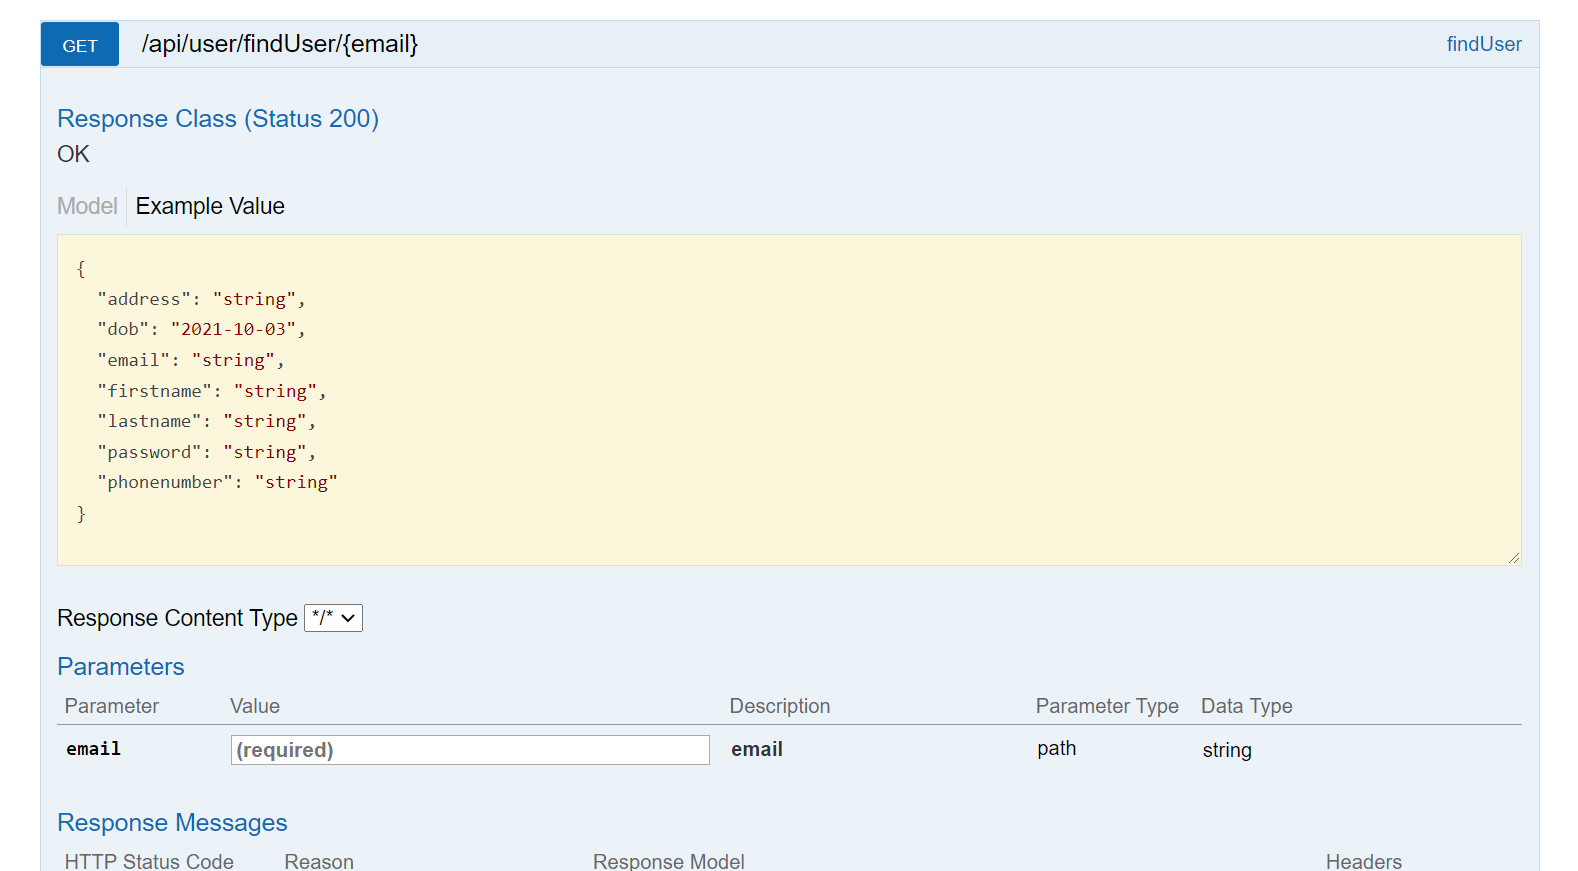 GET /api/user/findUser/{email} findUser
Response Class (Status 200)
OK
Model Example Value
{
"address": "string",
"dob": "2021-10-03",
"email": "string",
"firstname": "string",
"lastname": "string",
"password": "string",
"phonenumber": "string"
}
Response Content Type */*
Parameters
Parameter Value Description Parameter Type Data Type
email (required) email path string
Response Messages
HTTP Status Code Reason Response Model Headers